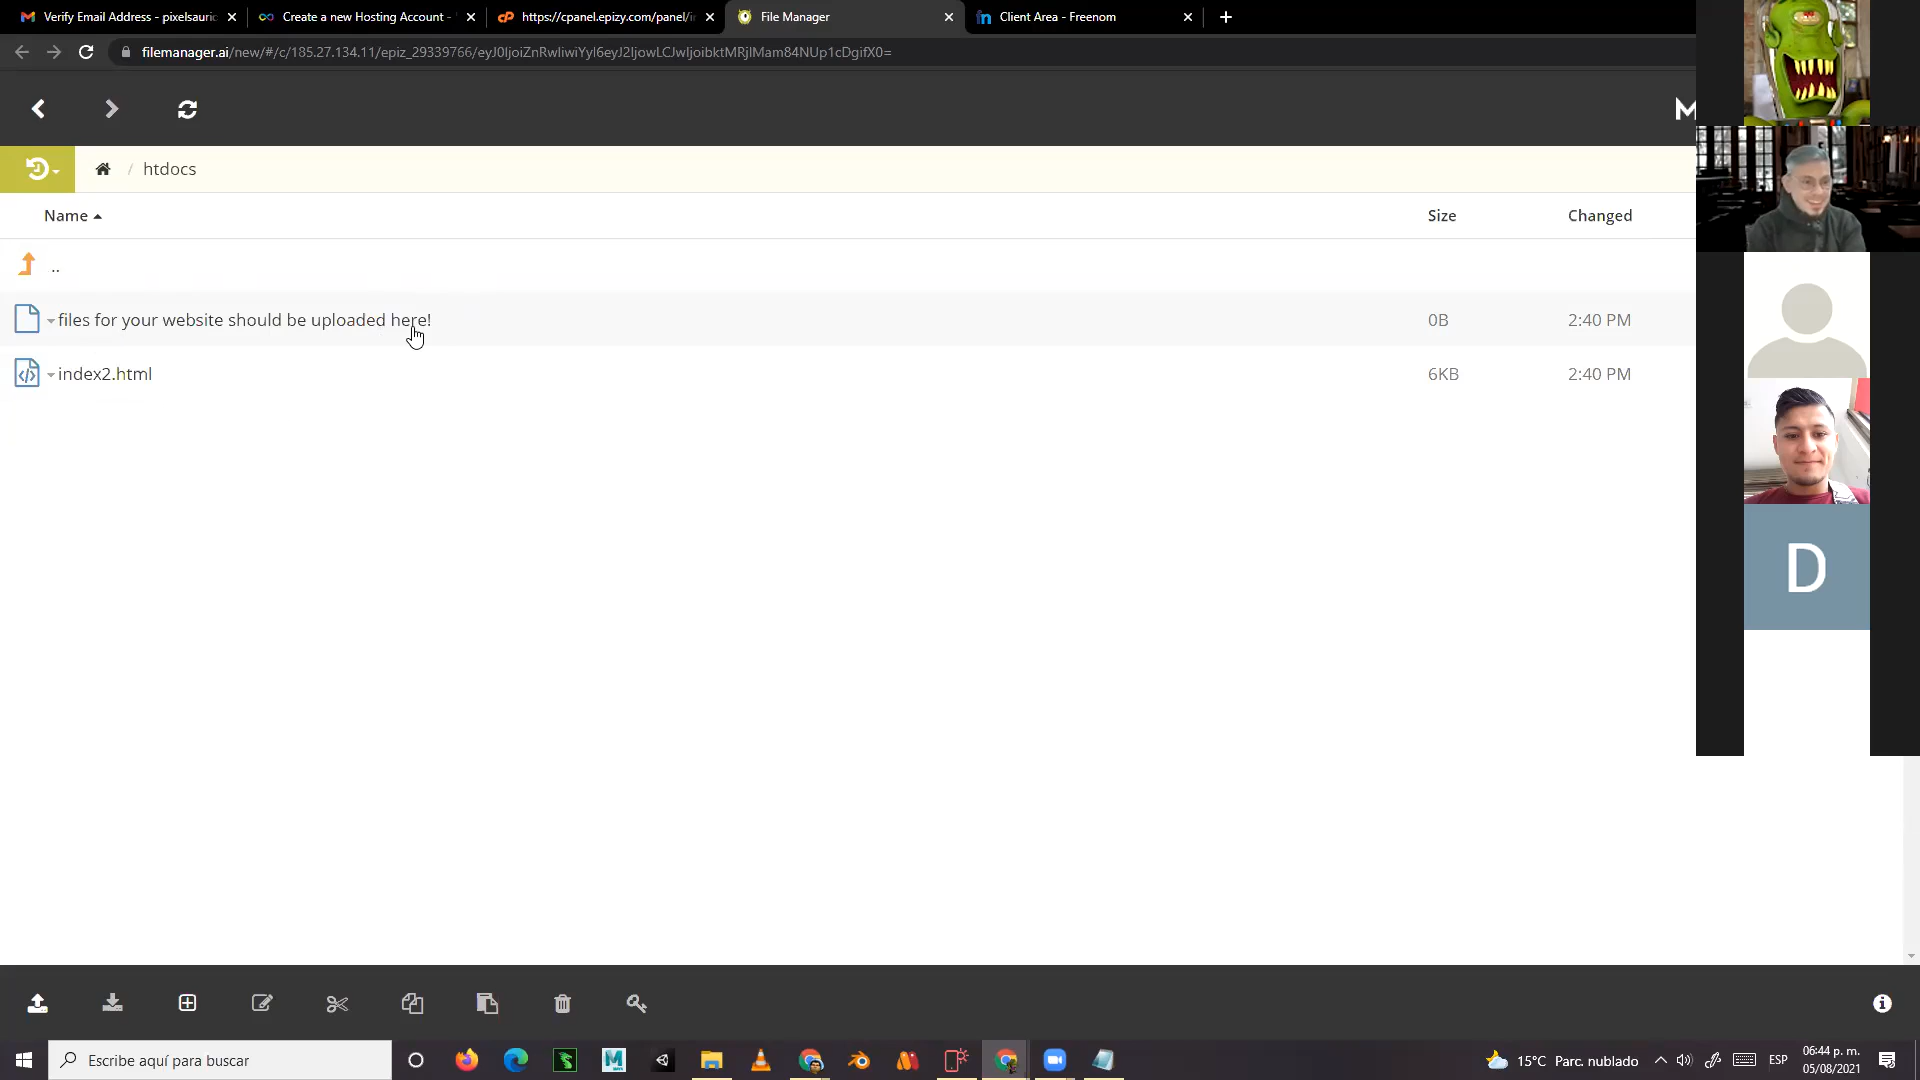 Verify Email Address - pixelsauric
Create a new Hosting Account -
https://cpanel.epizy.com/panel/i
File Manager
Client Area - Freenom
filemanager.ai/new/#/c/185.27.134.11/epiz_29339766/
htdocs
Name Size Changed
..
files for your website should be uploaded here! 0B 2:40 PM
index2.html 6KB 2:40 PM
D
Escribe aquí para buscar
15°C Parc. nublado
ESP
06:44 p. m.
05/08/2021